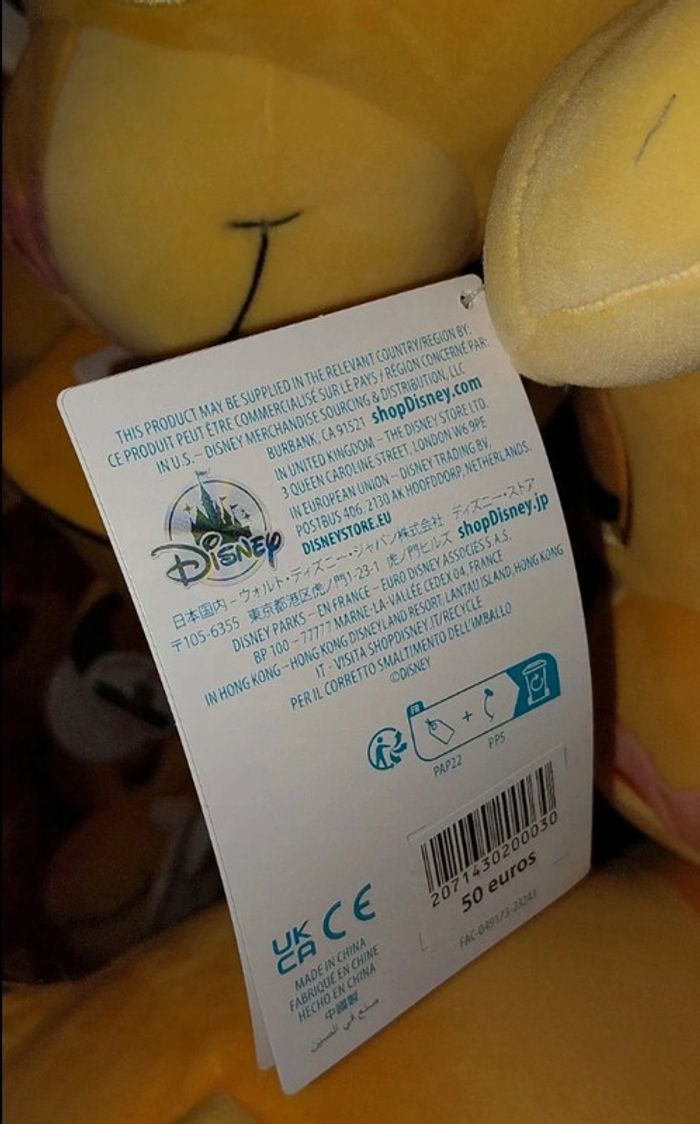 THIS PRODUCT MAY BE SUPPLIED IN THE RELEVANT COUNTRY/REGION BY:
CE PRODUIT PEUT ÊTRE COMMERCIALISÉ SUR LE PAYS / RÉGION CONCERNÉ PAR:
IN U.S. – DISNEY MERCHANDISE SOURCING & DISTRIBUTION, LLC
BURBANK, CA 91521 shopDisney.com
IN UNITED KINGDOM – THE DISNEY STORE LTD.
3 QUEEN CAROLINE STREET, LONDON W6 9PE
IN EUROPEAN UNION – DISNEY TRADING BV,
POSTBUS 406, 2130 AK HOOFDDORP, NETHERLANDS.
DISNEYSTORE.EU
DISNEY
日本国内 – ウォルト・ディズニー・ジャパン株式会社 ディズニー・ストア
〒105-6355 東京都港区虎ノ門1-23-1 虎ノ門ヒルズ shopDisney.jp
DISNEY PARKS – EN FRANCE – EURO DISNEY ASSOCIÉS S.A.S.
BP 100 – 77777 MARNE-LA-VALLÉE CEDEX 04, FRANCE
IN HONG KONG – HONG KONG DISNEYLAND RESORT, LANTAU ISLAND, HONG KONG
IT - VISITA SHOPDISNEY.IT/RECYCLE
PER IL CORRETTO SMALTIMENTO DELL'IMBALLO
©DISNEY
FR
+
PAP22 PP5
2071430200030
50 euros
FAC-049173-23243
UK
CA CE
MADE IN CHINA
FABRIQUÉ EN CHINE
HECHO EN CHINA
中國製
صنع في الصين